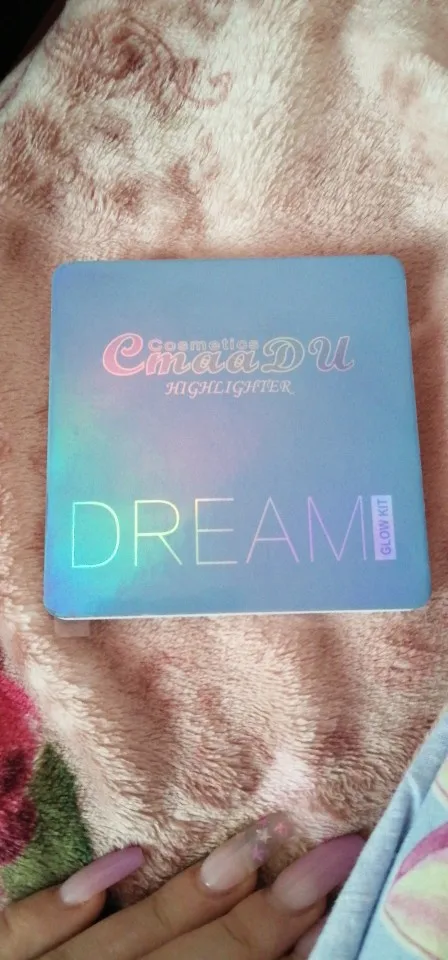 Cosmetics
CmaaDU
HIGHLIGHTER
DREAM
GLOW KIT